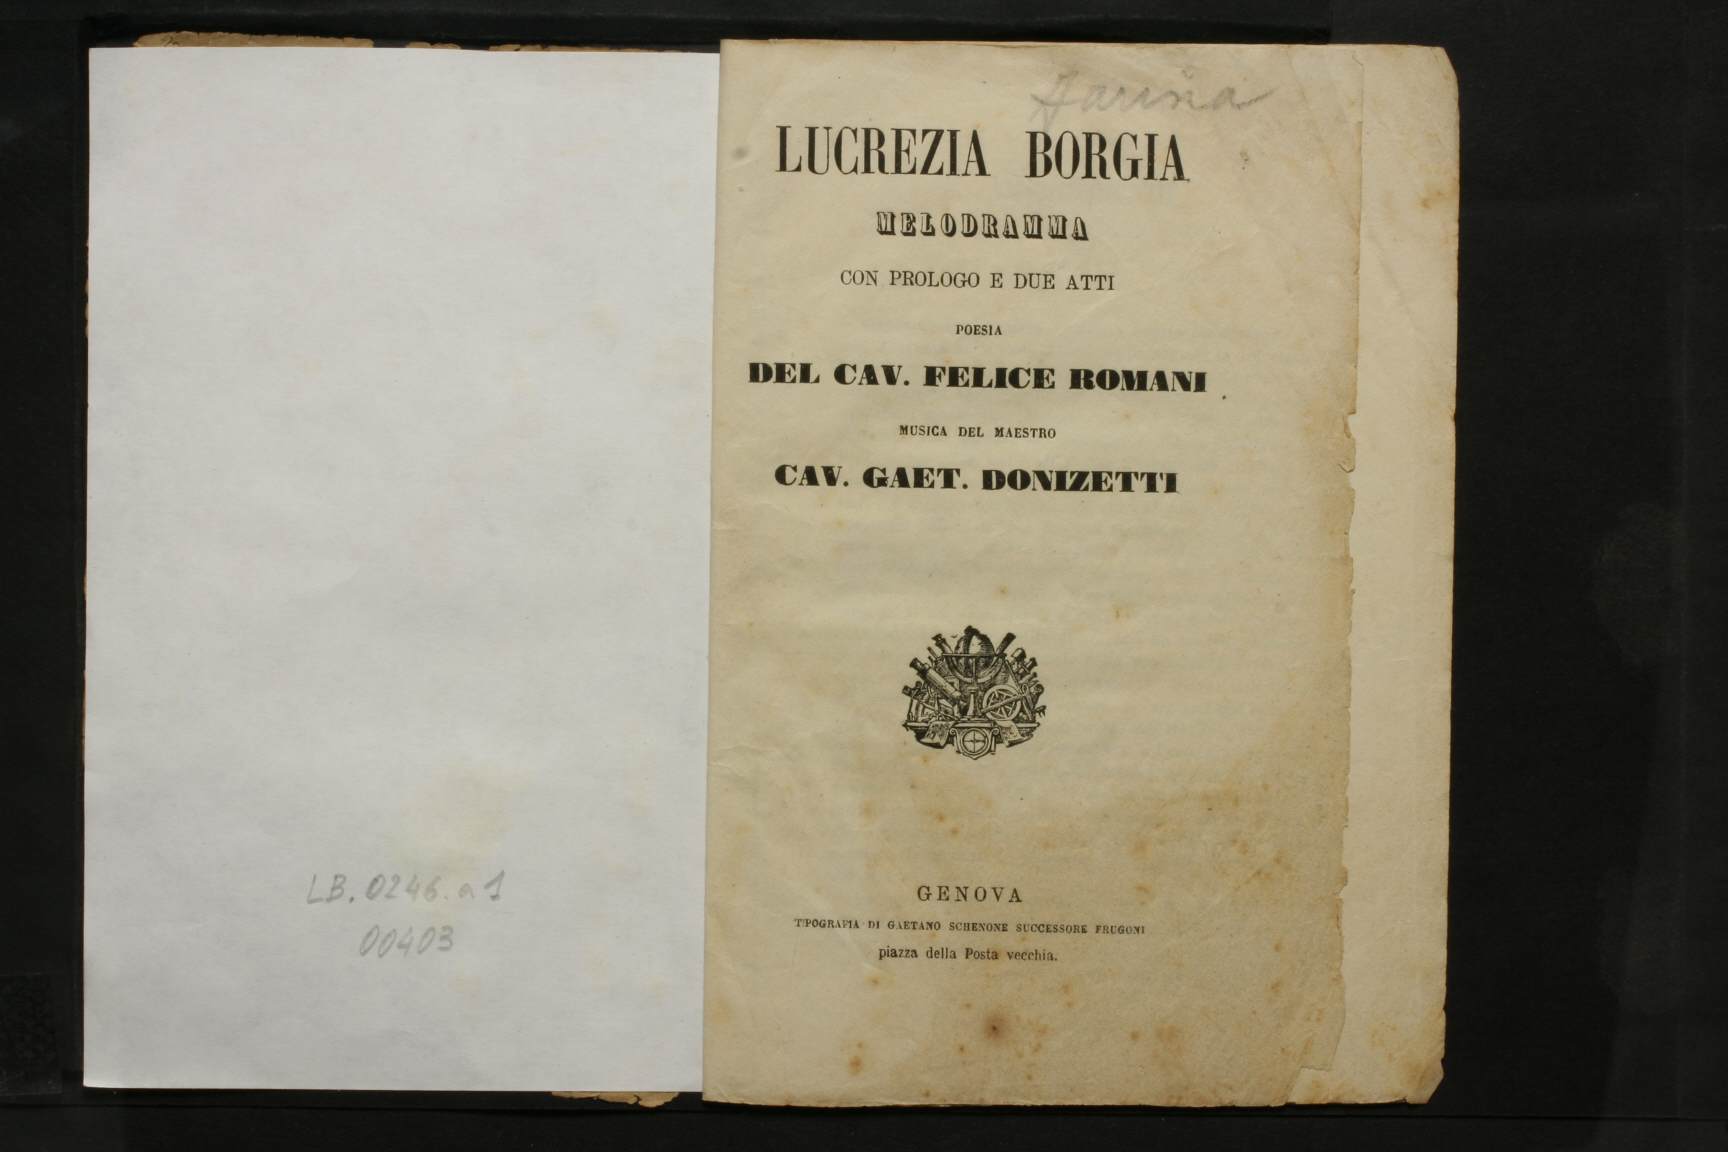 LB.0246.a1
00403
Farina
LUCREZIA BORGIA
MELODRAMMA
CON PROLOGO E DUE ATTI
POESIA
DEL CAV. FELICE ROMANI
MUSICA DEL MAESTRO
CAV. GAET. DONIZETTI
GENOVA
TIPOGRAFIA DI GAETANO SCHENONE SUCCESSORE FRUGONI
piazza della Posta vecchia.